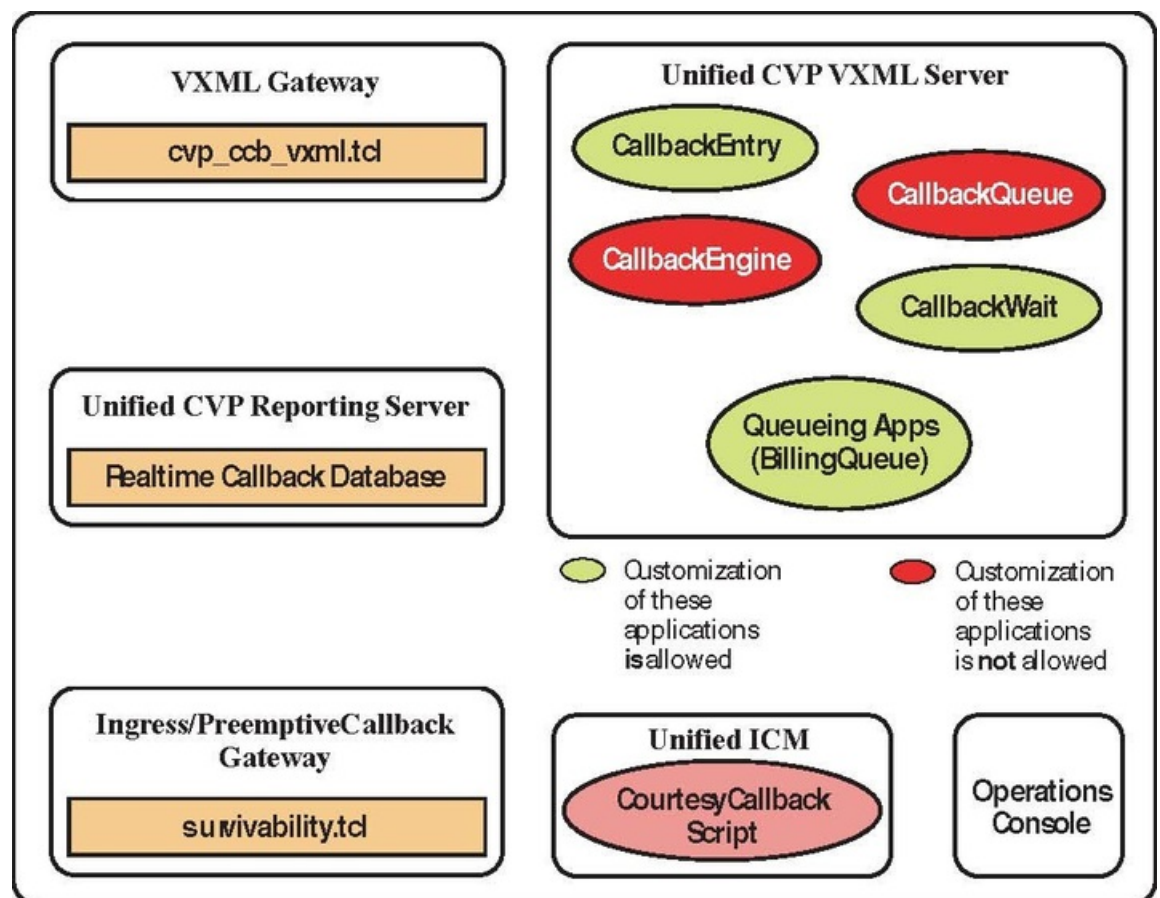 VXML Gateway
cvp_ccb_vxml.tcl
Unified CVP VXML Server
CallbackEntry
CallbackQueue
CallbackEngine
CallbackWait
Queueing Apps
(BillingQueue)
Unified CVP Reporting Server
Realtime Callback Database
Customization
of these
applications
is allowed
Customization
of these
applications
is not allowed
Ingress/PreemptiveCallback
Gateway
survivability.tcl
Unified ICM
CourtesyCallback
Script
Operations
Console